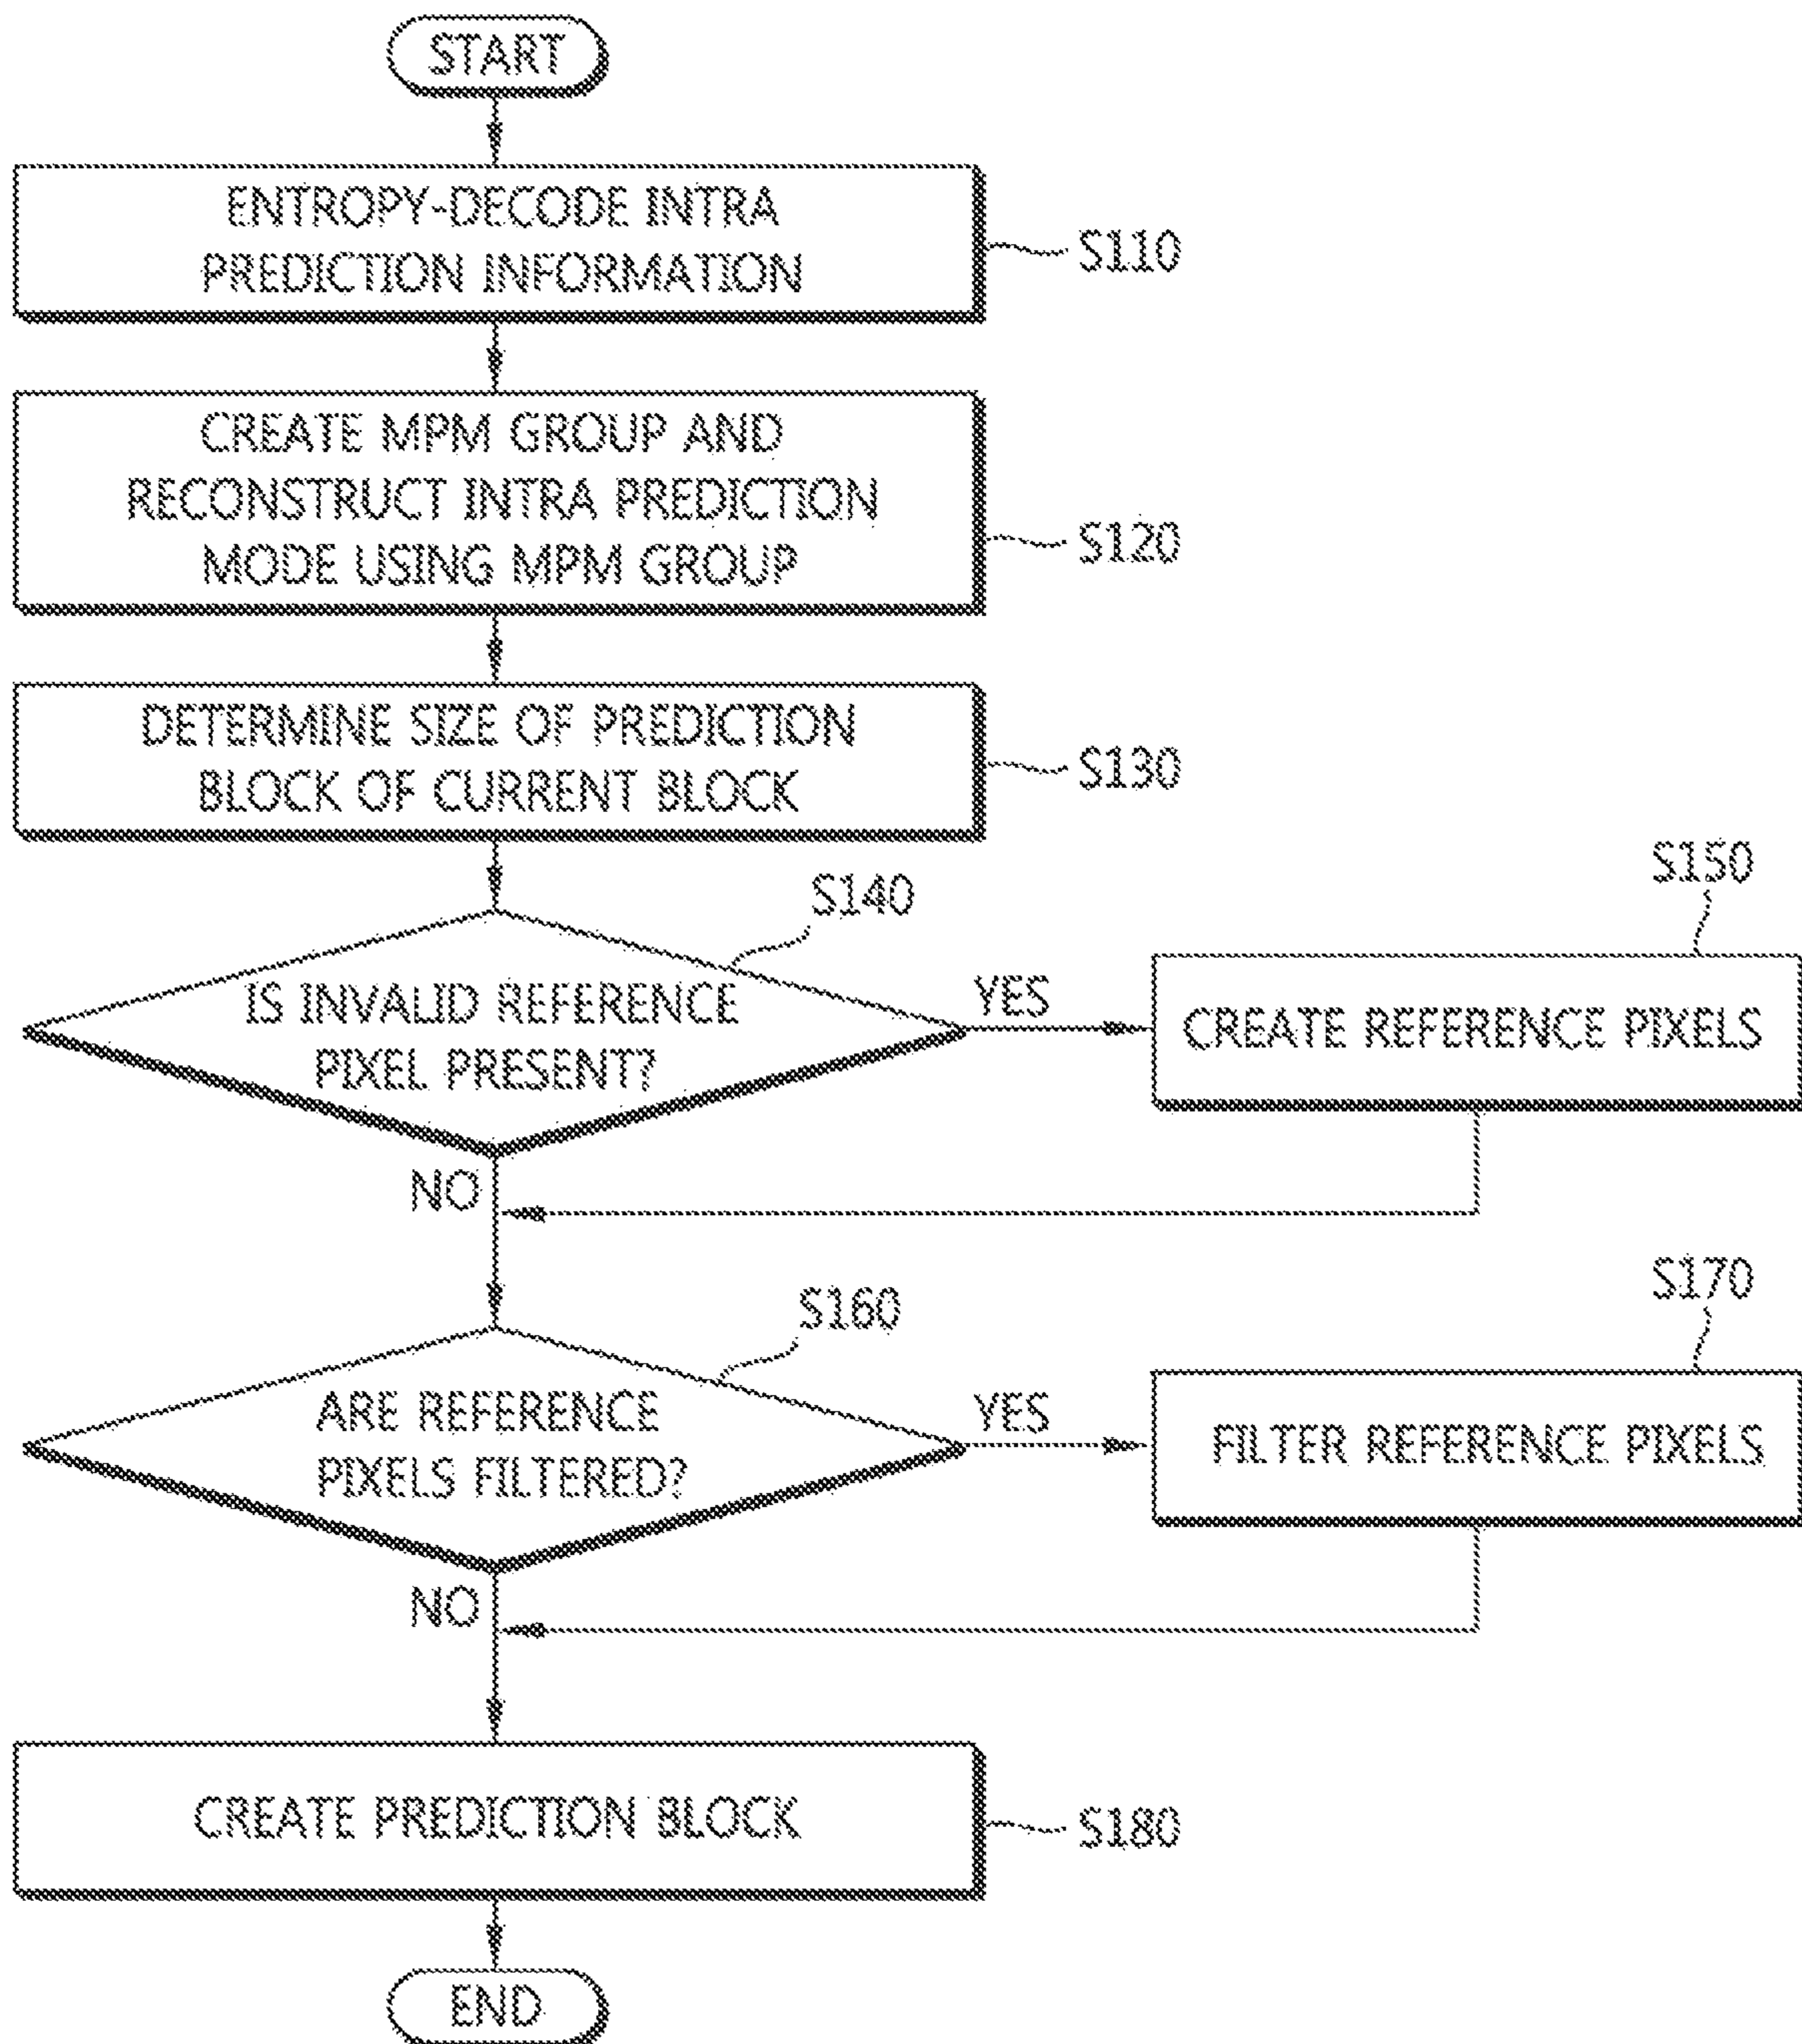 START
ENTROPY-DECODE INTRA
PREDICTION INFORMATION
S110
CREATE MPM GROUP AND
RECONSTRUCT INTRA PREDICTION
MODE USING MPM GROUP
S120
DETERMINE SIZE OF PREDICTION
BLOCK OF CURRENT BLOCK
S130
S140
IS INVALID REFERENCE
PIXEL PRESENT?
YES
S150
CREATE REFERENCE PIXELS
NO
S160
ARE REFERENCE
PIXELS FILTERED?
YES
S170
FILTER REFERENCE PIXELS
NO
CREATE PREDICTION BLOCK
S180
END